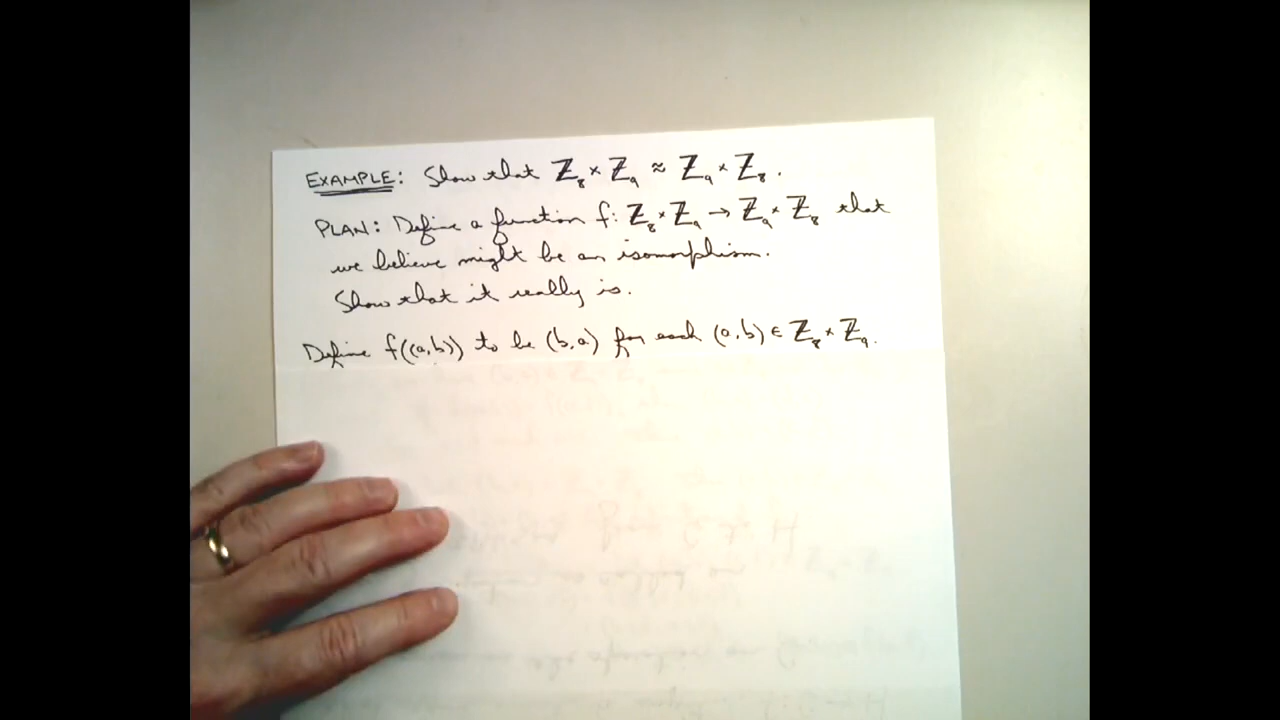 EXAMPLE: Show that ℤ₈ × ℤ₉ ≈ ℤ₉ × ℤ₈.
PLAN: Define a function f: ℤ₈ × ℤ₉ → ℤ₉ × ℤ₈ that
we believe might be an isomorphism.
Show that it really is.
Define f((a,b)) to be (b,a) for each (a,b) ∈ ℤ₈ × ℤ₉.